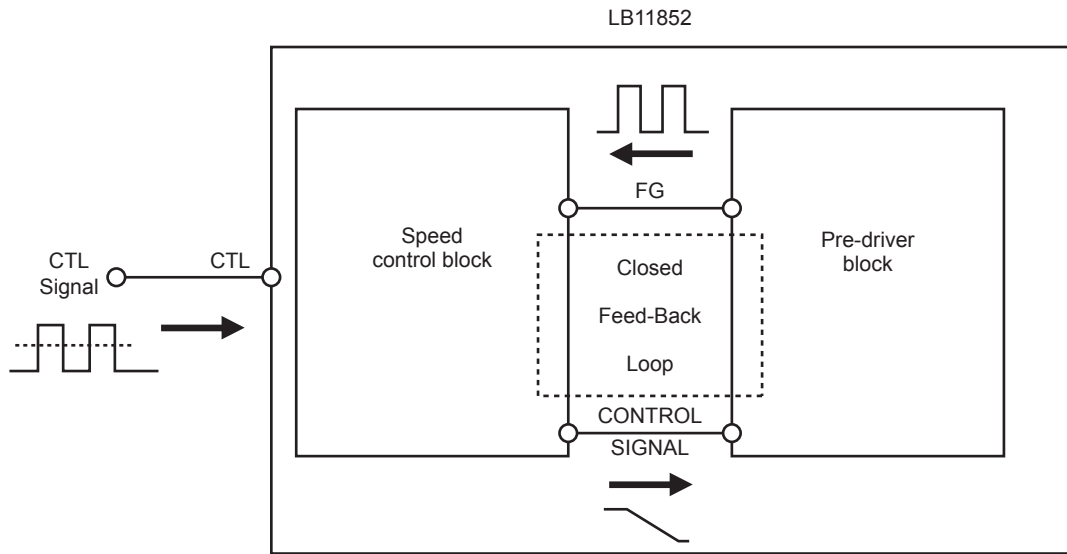 LB11852
FG
Speed
control block
Pre-driver
block
CTL
Signal
CTL
Closed
Feed-Back
Loop
CONTROL
SIGNAL